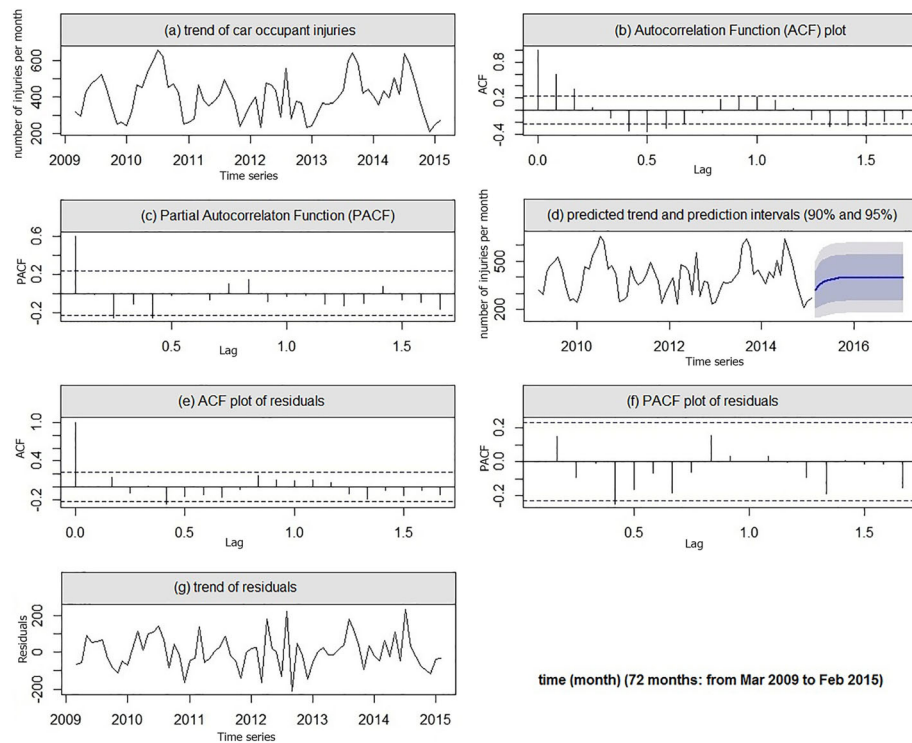 (a) trend of car occupant injuries
number of injuries per month
200 400 600
2009 2010 2011 2012 2013 2014 2015
Time series
(b) Autocorrelation Function (ACF) plot
ACF
-0.4 0.2 0.8
0.0 0.5 1.0 1.5
Lag
(c) Partial Autocorrelaton Function (PACF)
PACF
-0.2 0.2 0.6
0.5 1.0 1.5
Lag
(d) predicted trend and prediction intervals (90% and 95%)
number of injuries per month
200 500
2010 2012 2014 2016
Time series
(e) ACF plot of residuals
ACF
-0.2 0.4 1.0
0.0 0.5 1.0 1.5
Lag
(f) PACF plot of residuals
PACF
-0.2 0.0 0.2
0.5 1.0 1.5
Lag
(g) trend of residuals
Residuals
-200 0 200
2009 2010 2011 2012 2013 2014 2015
Time series
time (month) (72 months: from Mar 2009 to Feb 2015)